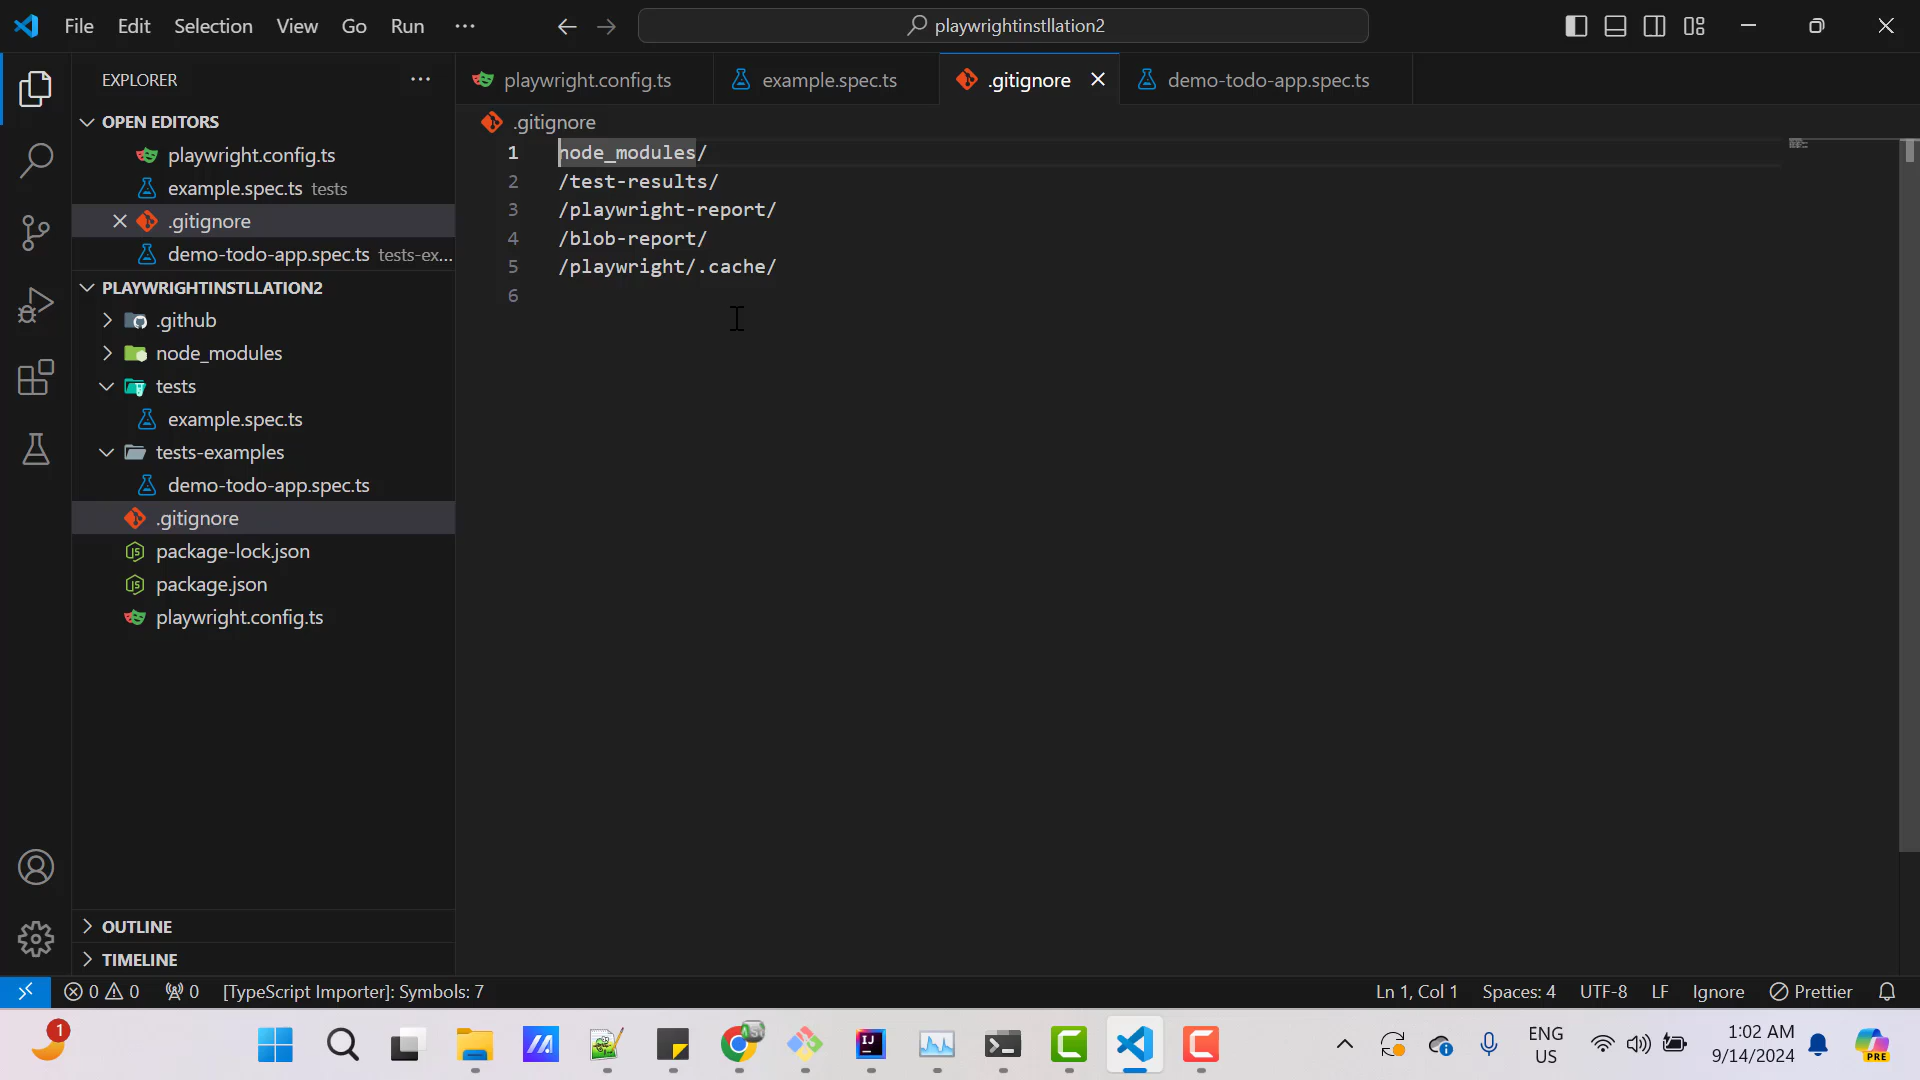 File Edit Selection View Go Run ···
playwrightinstllation2
EXPLORER ···
playwright.config.ts
example.spec.ts
.gitignore
demo-todo-app.spec.ts
OPEN EDITORS
playwright.config.ts
example.spec.ts tests
.gitignore
demo-todo-app.spec.ts tests-ex...
PLAYWRIGHTINSTLLATION2
.github
node_modules
tests
example.spec.ts
tests-examples
demo-todo-app.spec.ts
.gitignore
package-lock.json
package.json
playwright.config.ts
OUTLINE
TIMELINE
.gitignore
1 node_modules/
2 /test-results/
3 /playwright-report/
4 /blob-report/
5 /playwright/.cache/
6
0 0 0 [TypeScript Importer]: Symbols: 7
Ln 1, Col 1 Spaces: 4 UTF-8 LF Ignore Prettier
1
ENG
US
1:02 AM
9/14/2024
PRE